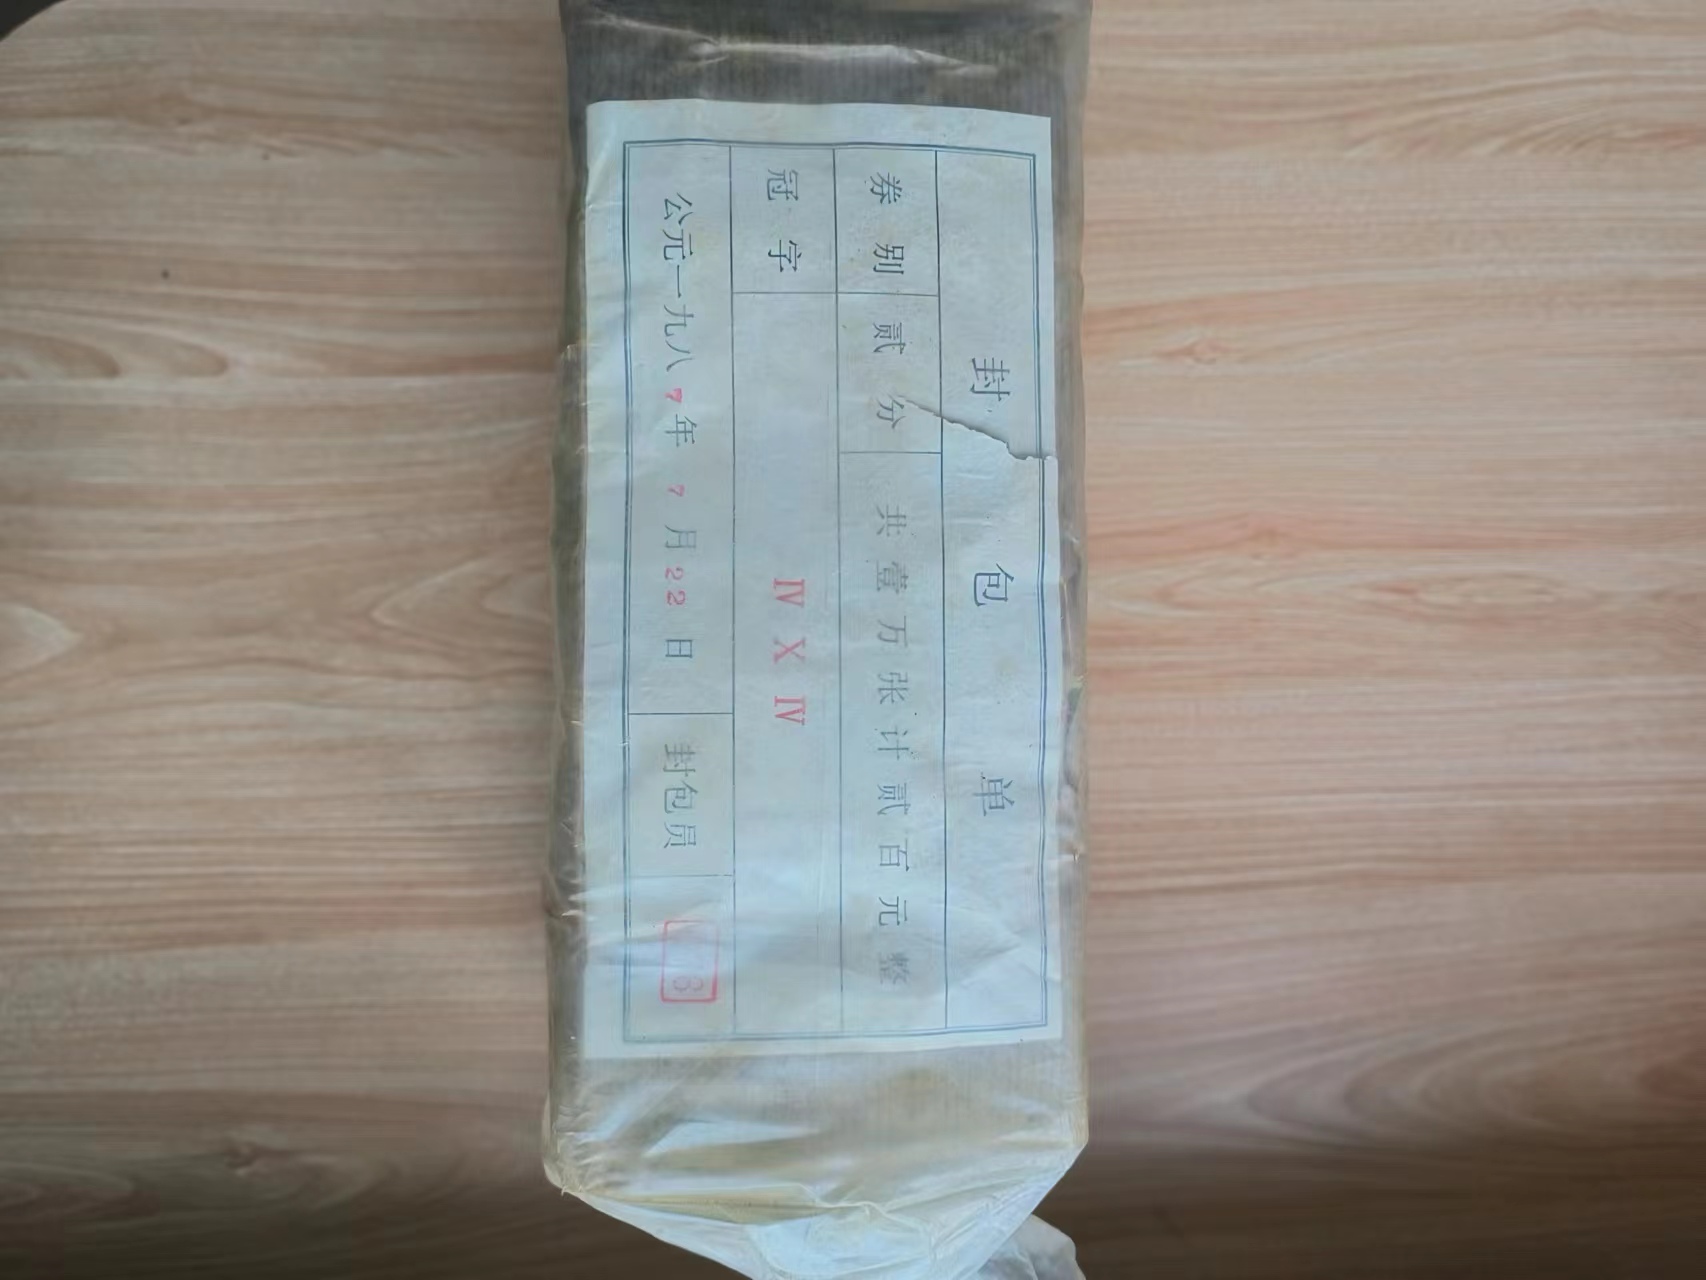 封包单
券别 贰分 共壹万张计贰百元整
冠字 IV X IV
公元一九八7年 7月22日 封包员